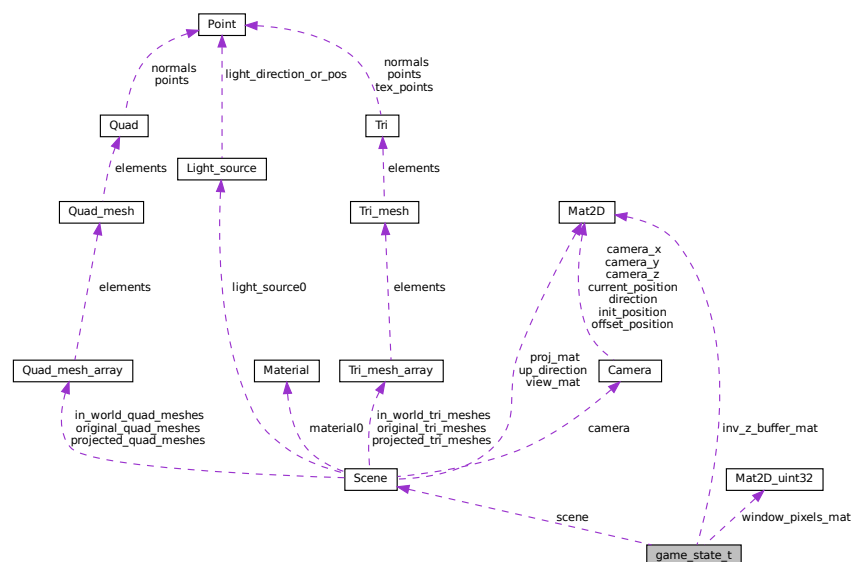 Point
normals
points
light_direction_or_pos
normals
points
tex_points
Quad
Tri
elements
Light_source
elements
Quad_mesh
Tri_mesh
Mat2D
camera_x
camera_y
camera_z
current_position
direction
init_position
offset_position
elements
light_source0
elements
Quad_mesh_array
Material
Tri_mesh_array
proj_mat
up_direction
view_mat
Camera
in_world_quad_meshes
original_quad_meshes
projected_quad_meshes
material0
in_world_tri_meshes
original_tri_meshes
projected_tri_meshes
camera
inv_z_buffer_mat
Scene
Mat2D_uint32
scene
window_pixels_mat
game_state_t